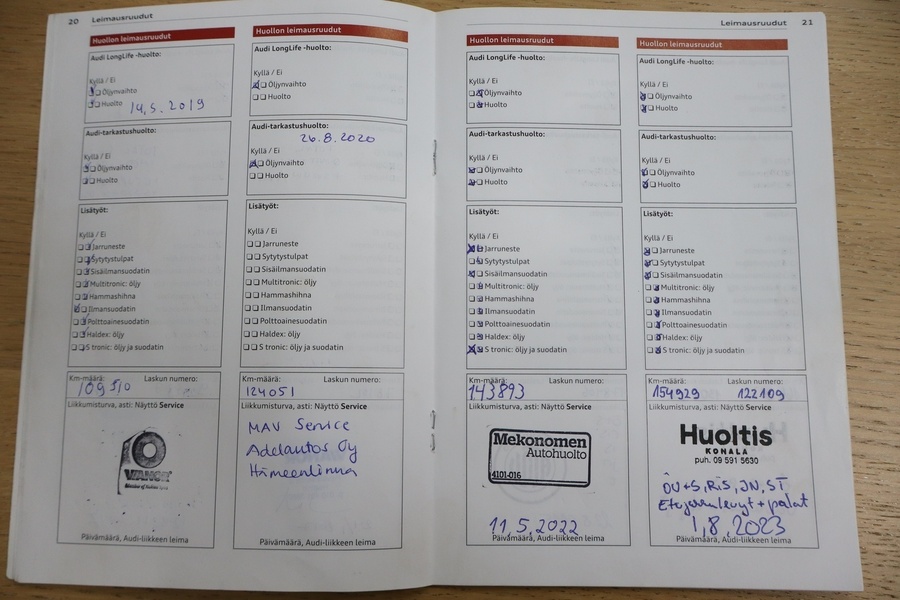 20 Leimausruudut
Huollon leimausruudut
Audi LongLife -huolto:
Kyllä / Ei
Öljynvaihto
Huolto 14.5.2019
Audi-tarkastushuolto:
Kyllä / Ei
Öljynvaihto
Huolto
Lisätyöt:
Kyllä / Ei
Jarruneste
Sytytystulpat
Sisäilmansuodatin
Multitronic: öljy
Hammashihna
Ilmansuodatin
Polttoainesuodatin
Haldex: öljy
S tronic: öljy ja suodatin
Km-määrä: Laskun numero:
109510
Liikkumisturva, asti: Näyttö Service
Päivämäärä, Audi-liikkeen leima
Huollon leimausruudut
Audi LongLife -huolto:
Kyllä / Ei
Öljynvaihto
Huolto
Audi-tarkastushuolto:
26.8.2020
Kyllä / Ei
Öljynvaihto
Huolto
Lisätyöt:
Kyllä / Ei
Jarruneste
Sytytystulpat
Sisäilmansuodatin
Multitronic: öljy
Hammashihna
Ilmansuodatin
Polttoainesuodatin
Haldex: öljy
S tronic: öljy ja suodatin
Km-määrä: Laskun numero:
124051
Liikkumisturva, asti: Näyttö Service
MAV Service
Adelautos Oy
Hämeenlinna
Päivämäärä, Audi-liikkeen leima
Leimausruudut 21
Huollon leimausruudut
Audi LongLife -huolto:
Kyllä / Ei
Öljynvaihto
Huolto
Audi-tarkastushuolto:
Kyllä / Ei
Öljynvaihto
Huolto
Lisätyöt:
Kyllä / Ei
Jarruneste
Sytytystulpat
Sisäilmansuodatin
Multitronic: öljy
Hammashihna
Ilmansuodatin
Polttoainesuodatin
Haldex: öljy
S tronic: öljy ja suodatin
Km-määrä: Laskun numero:
143893
Liikkumisturva, asti: Näyttö Service
Mekonomen
Autohuolto
4101-016
11.5.2022
Päivämäärä, Audi-liikkeen leima
Huollon leimausruudut
Audi LongLife -huolto:
Kyllä / Ei
Öljynvaihto
Huolto
Audi-tarkastushuolto:
Kyllä / Ei
Öljynvaihto
Huolto
Lisätyöt:
Kyllä / Ei
Jarruneste
Sytytystulpat
Sisäilmansuodatin
Multitronic: öljy
Hammashihna
Ilmansuodatin
Polttoainesuodatin
Haldex: öljy
S tronic: öljy ja suodatin
Km-määrä: Laskun numero:
154929 122109
Liikkumisturva, asti: Näyttö Service
Huoltis
KONALA
puh. 09 591 5630
ÖV+S, RiS, JN, ST
Etujarrulevyt + palat
1.8.2023
Päivämäärä, Audi-liikkeen leima